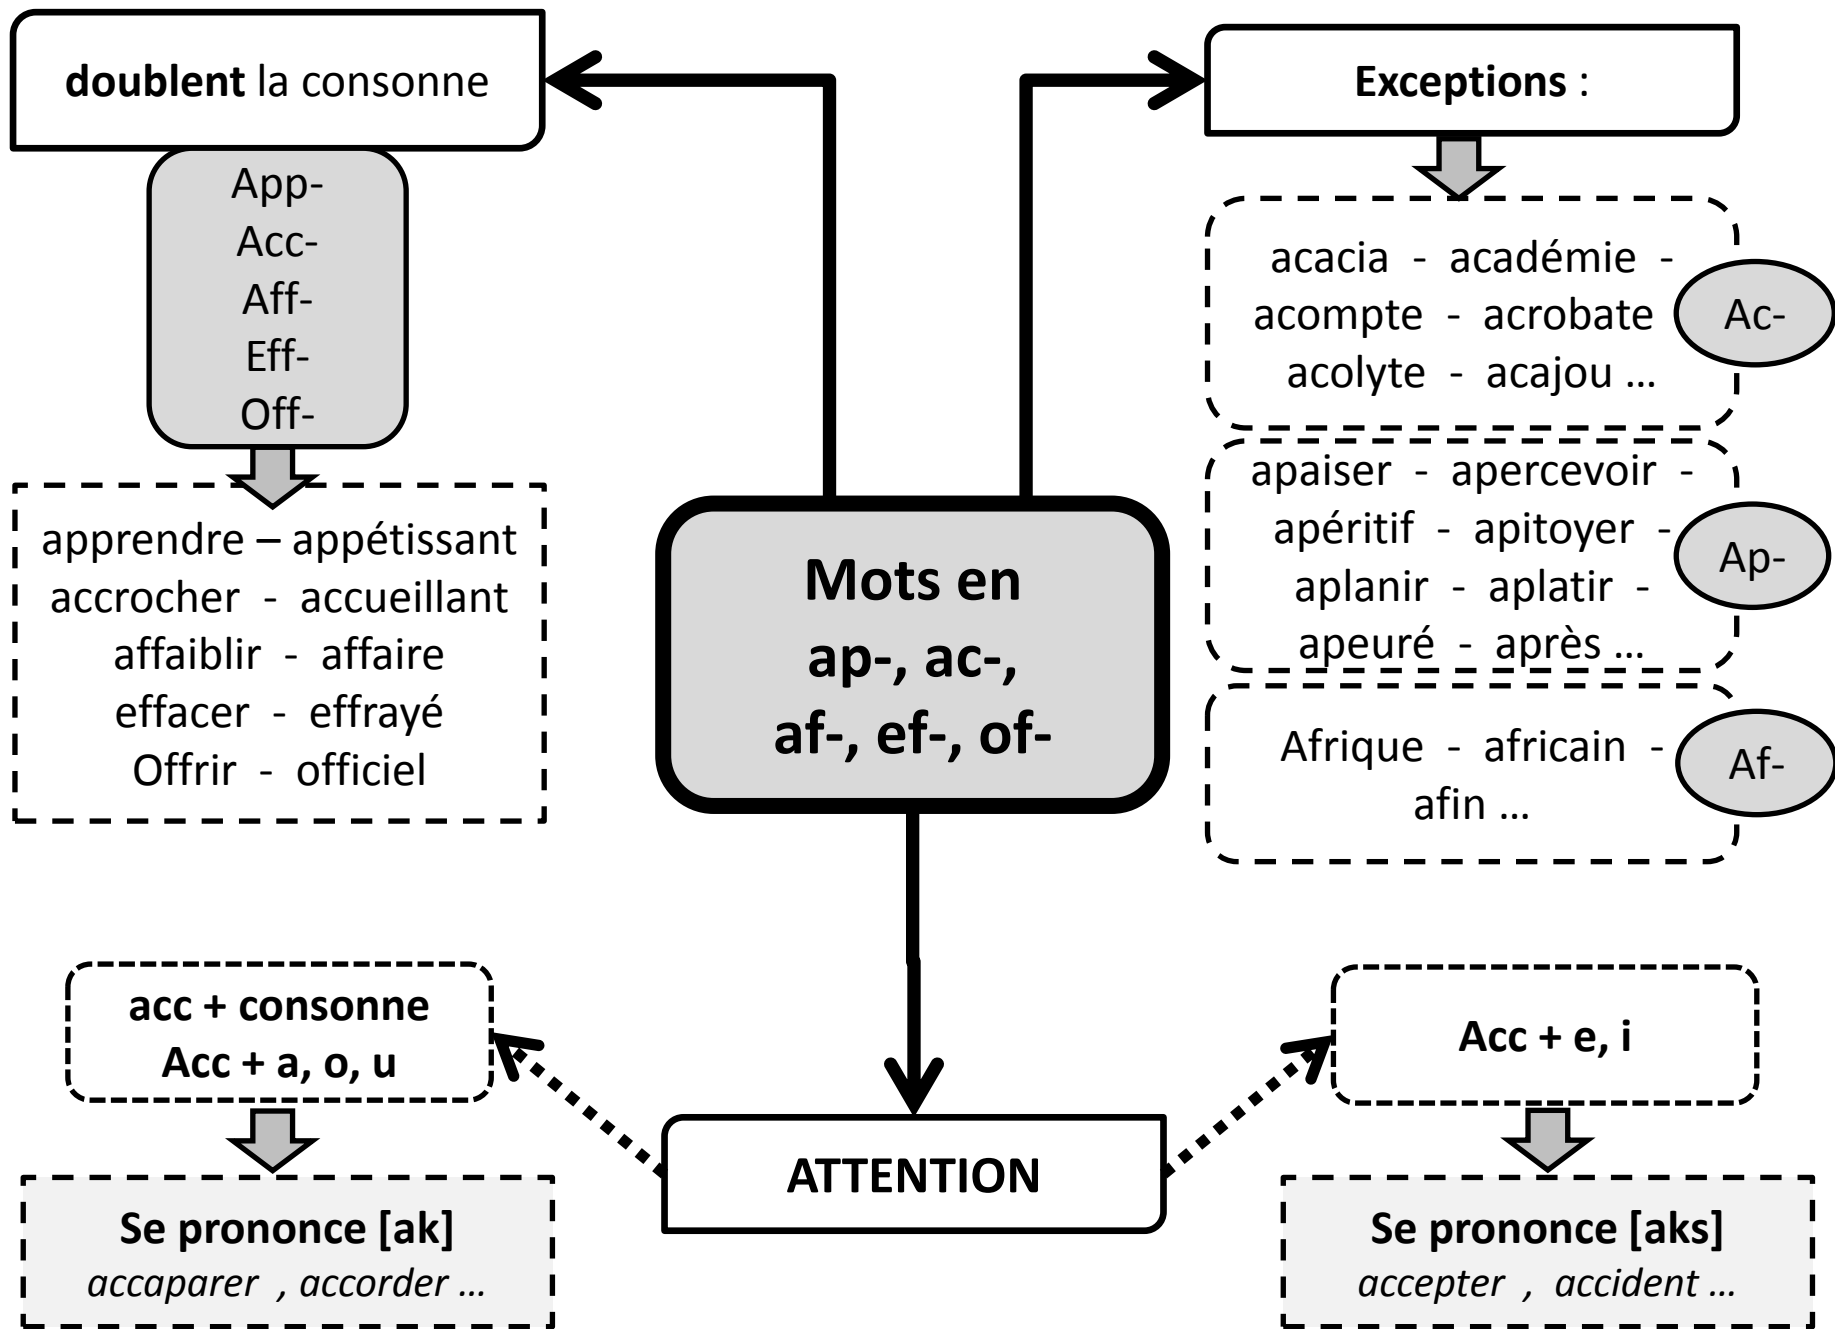 doublent la consonne
App-
Acc-
Aff-
Eff-
Off-
apprendre – appétissant
accrocher - accueillant
affaiblir - affaire
effacer - effrayé
Offrir - officiel
Exceptions :
acacia - académie -
acompte - acrobate
acolyte - acajou ...
Ac-
apaiser - apercevoir -
apéritif - apitoyer -
aplanir - aplatir -
apeuré - après ...
Ap-
Afrique - africain -
afin ...
Af-
Mots en
ap-, ac-,
af-, ef-, of-
ATTENTION
acc + consonne
Acc + a, o, u
Se prononce [ak]
accaparer , accorder ...
Acc + e, i
Se prononce [aks]
accepter , accident ...